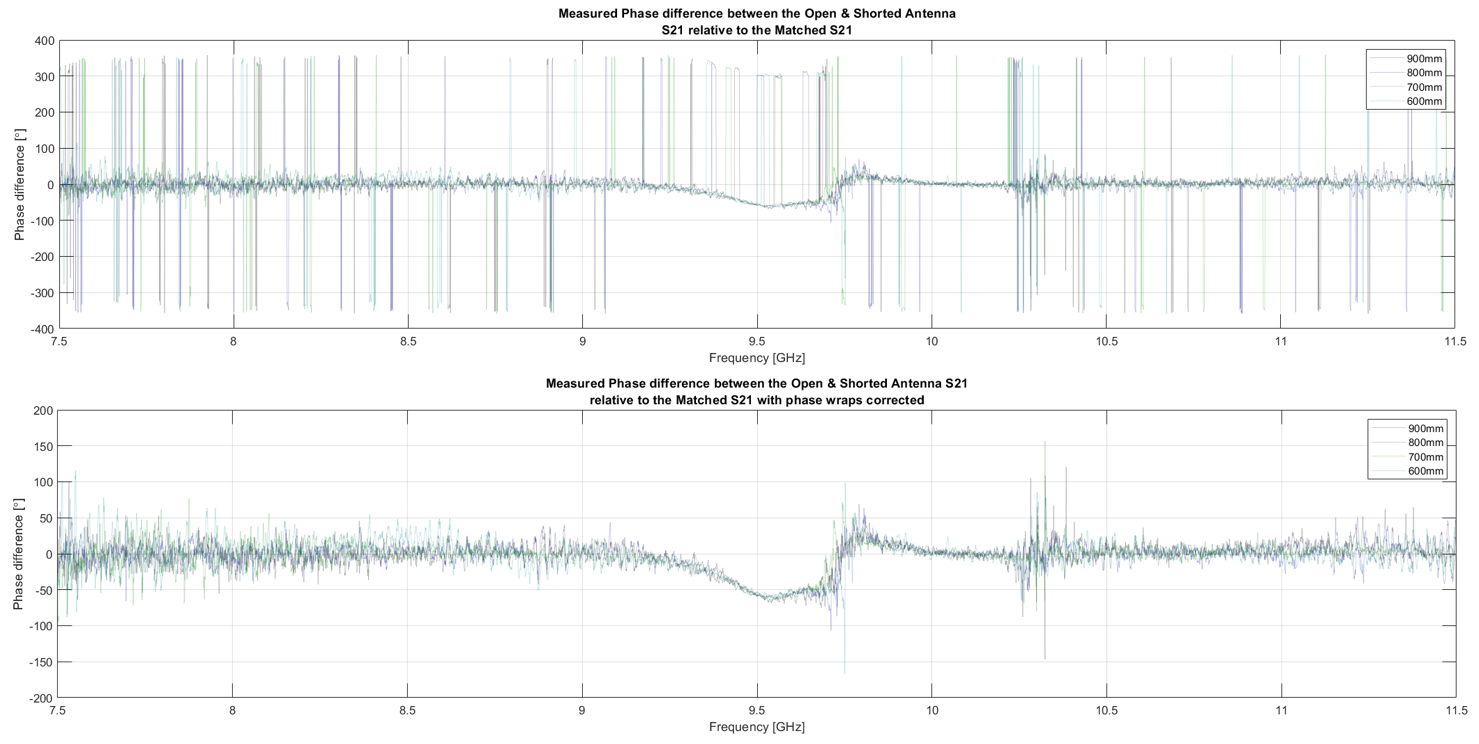 Measured Phase difference between the Open & Shorted Antenna
S21 relative to the Matched S21
400
300
200
100
0
-100
-200
-300
-400
Phase difference [°]
900mm
800mm
700mm
600mm
7.5
8
8.5
9
9.5
10
10.5
11
11.5
Frequency [GHz]
Measured Phase difference between the Open & Shorted Antenna S21
relative to the Matched S21 with phase wraps corrected
200
150
100
50
0
-50
-100
-150
-200
Phase difference [°]
900mm
800mm
700mm
600mm
7.5
8
8.5
9
9.5
10
10.5
11
11.5
Frequency [GHz]